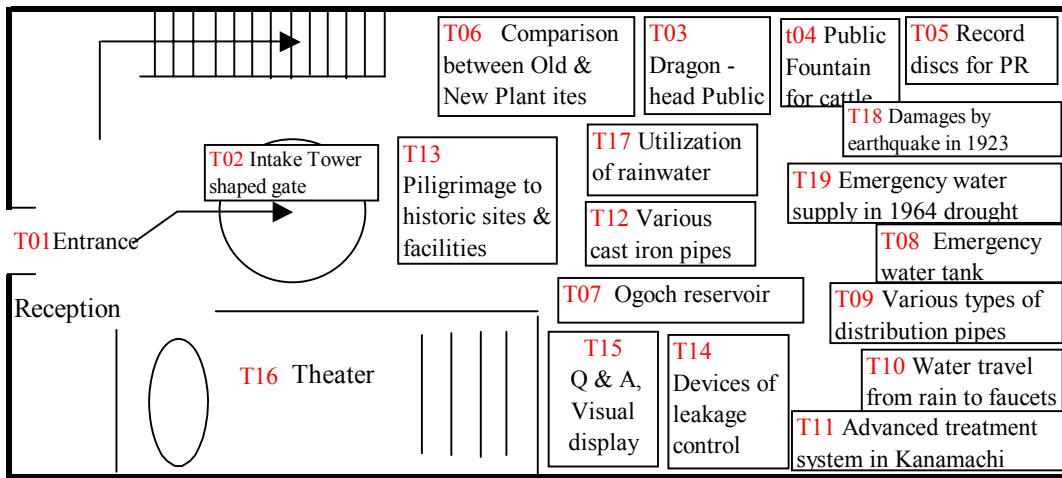 T06 Comparison
between Old &
New Plant ites
T03
Dragon -
head Public
t04 Public
Fountain
for cattle
T05 Record
discs for PR
T18 Damages by
earthquake in 1923
T02 Intake Tower
shaped gate
T13
Piligrimage to
historic sites &
facilities
T17 Utilization
of rainwater
T19 Emergency water
supply in 1964 drought
T12 Various
cast iron pipes
T01Entrance
T08 Emergency
water tank
T07 Ogoch reservoir
T09 Various types of
distribution pipes
Reception
T16 Theater
T15
Q & A,
Visual
display
T14
Devices of
leakage
control
T10 Water travel
from rain to faucets
T11 Advanced treatment
system in Kanamachi